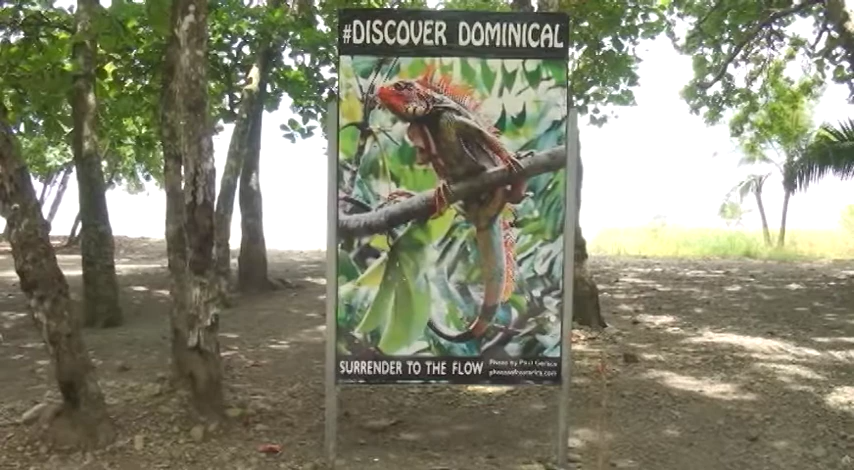 #DISCOVER DOMINICAL
SURRENDER TO THE FLOW
Photo by Paul Gerace